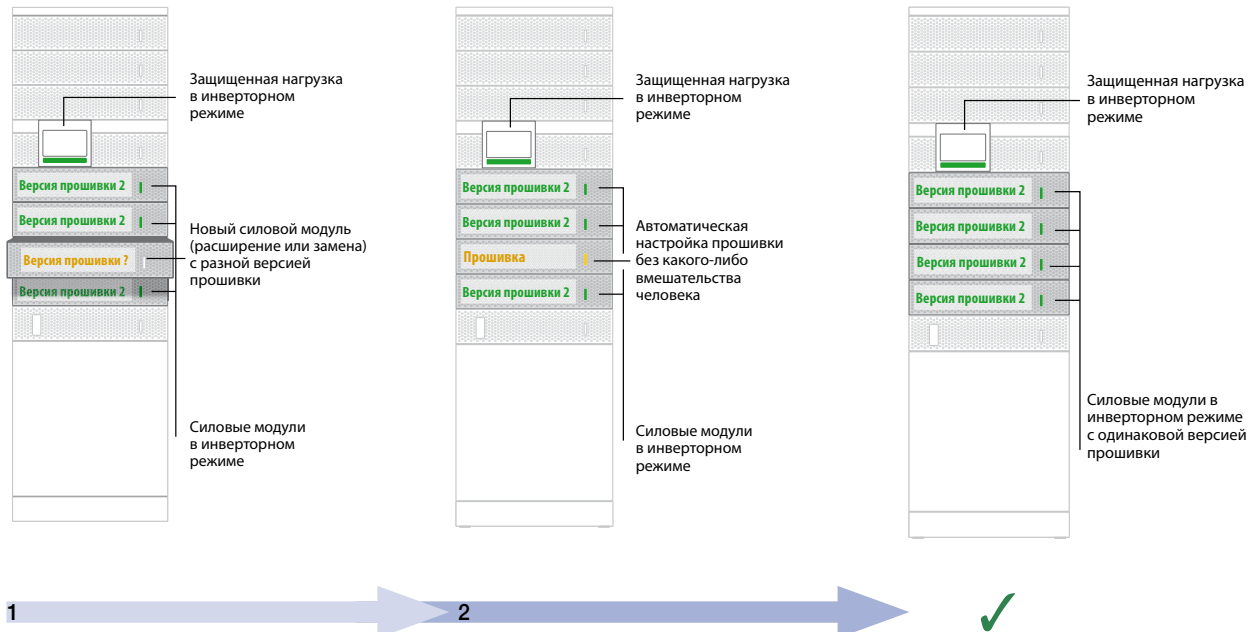 Защищенная нагрузка
в инверторном
режиме
Версия прошивки 2
Версия прошивки 2
Версия прошивки ?
Версия прошивки 2
Новый силовой модуль
(расширение или замена)
с разной версией
прошивки
Силовые модули
в инверторном
режиме
Защищенная нагрузка
в инверторном
режиме
Версия прошивки 2
Версия прошивки 2
Прошивка
Версия прошивки 2
Автоматическая
настройка прошивки
без какого-либо
вмешательства
человека
Силовые модули
в инверторном
режиме
Защищенная нагрузка
в инверторном
режиме
Версия прошивки 2
Версия прошивки 2
Версия прошивки 2
Версия прошивки 2
Силовые модули в
инверторном режиме
с одинаковой версией
прошивки
1
2